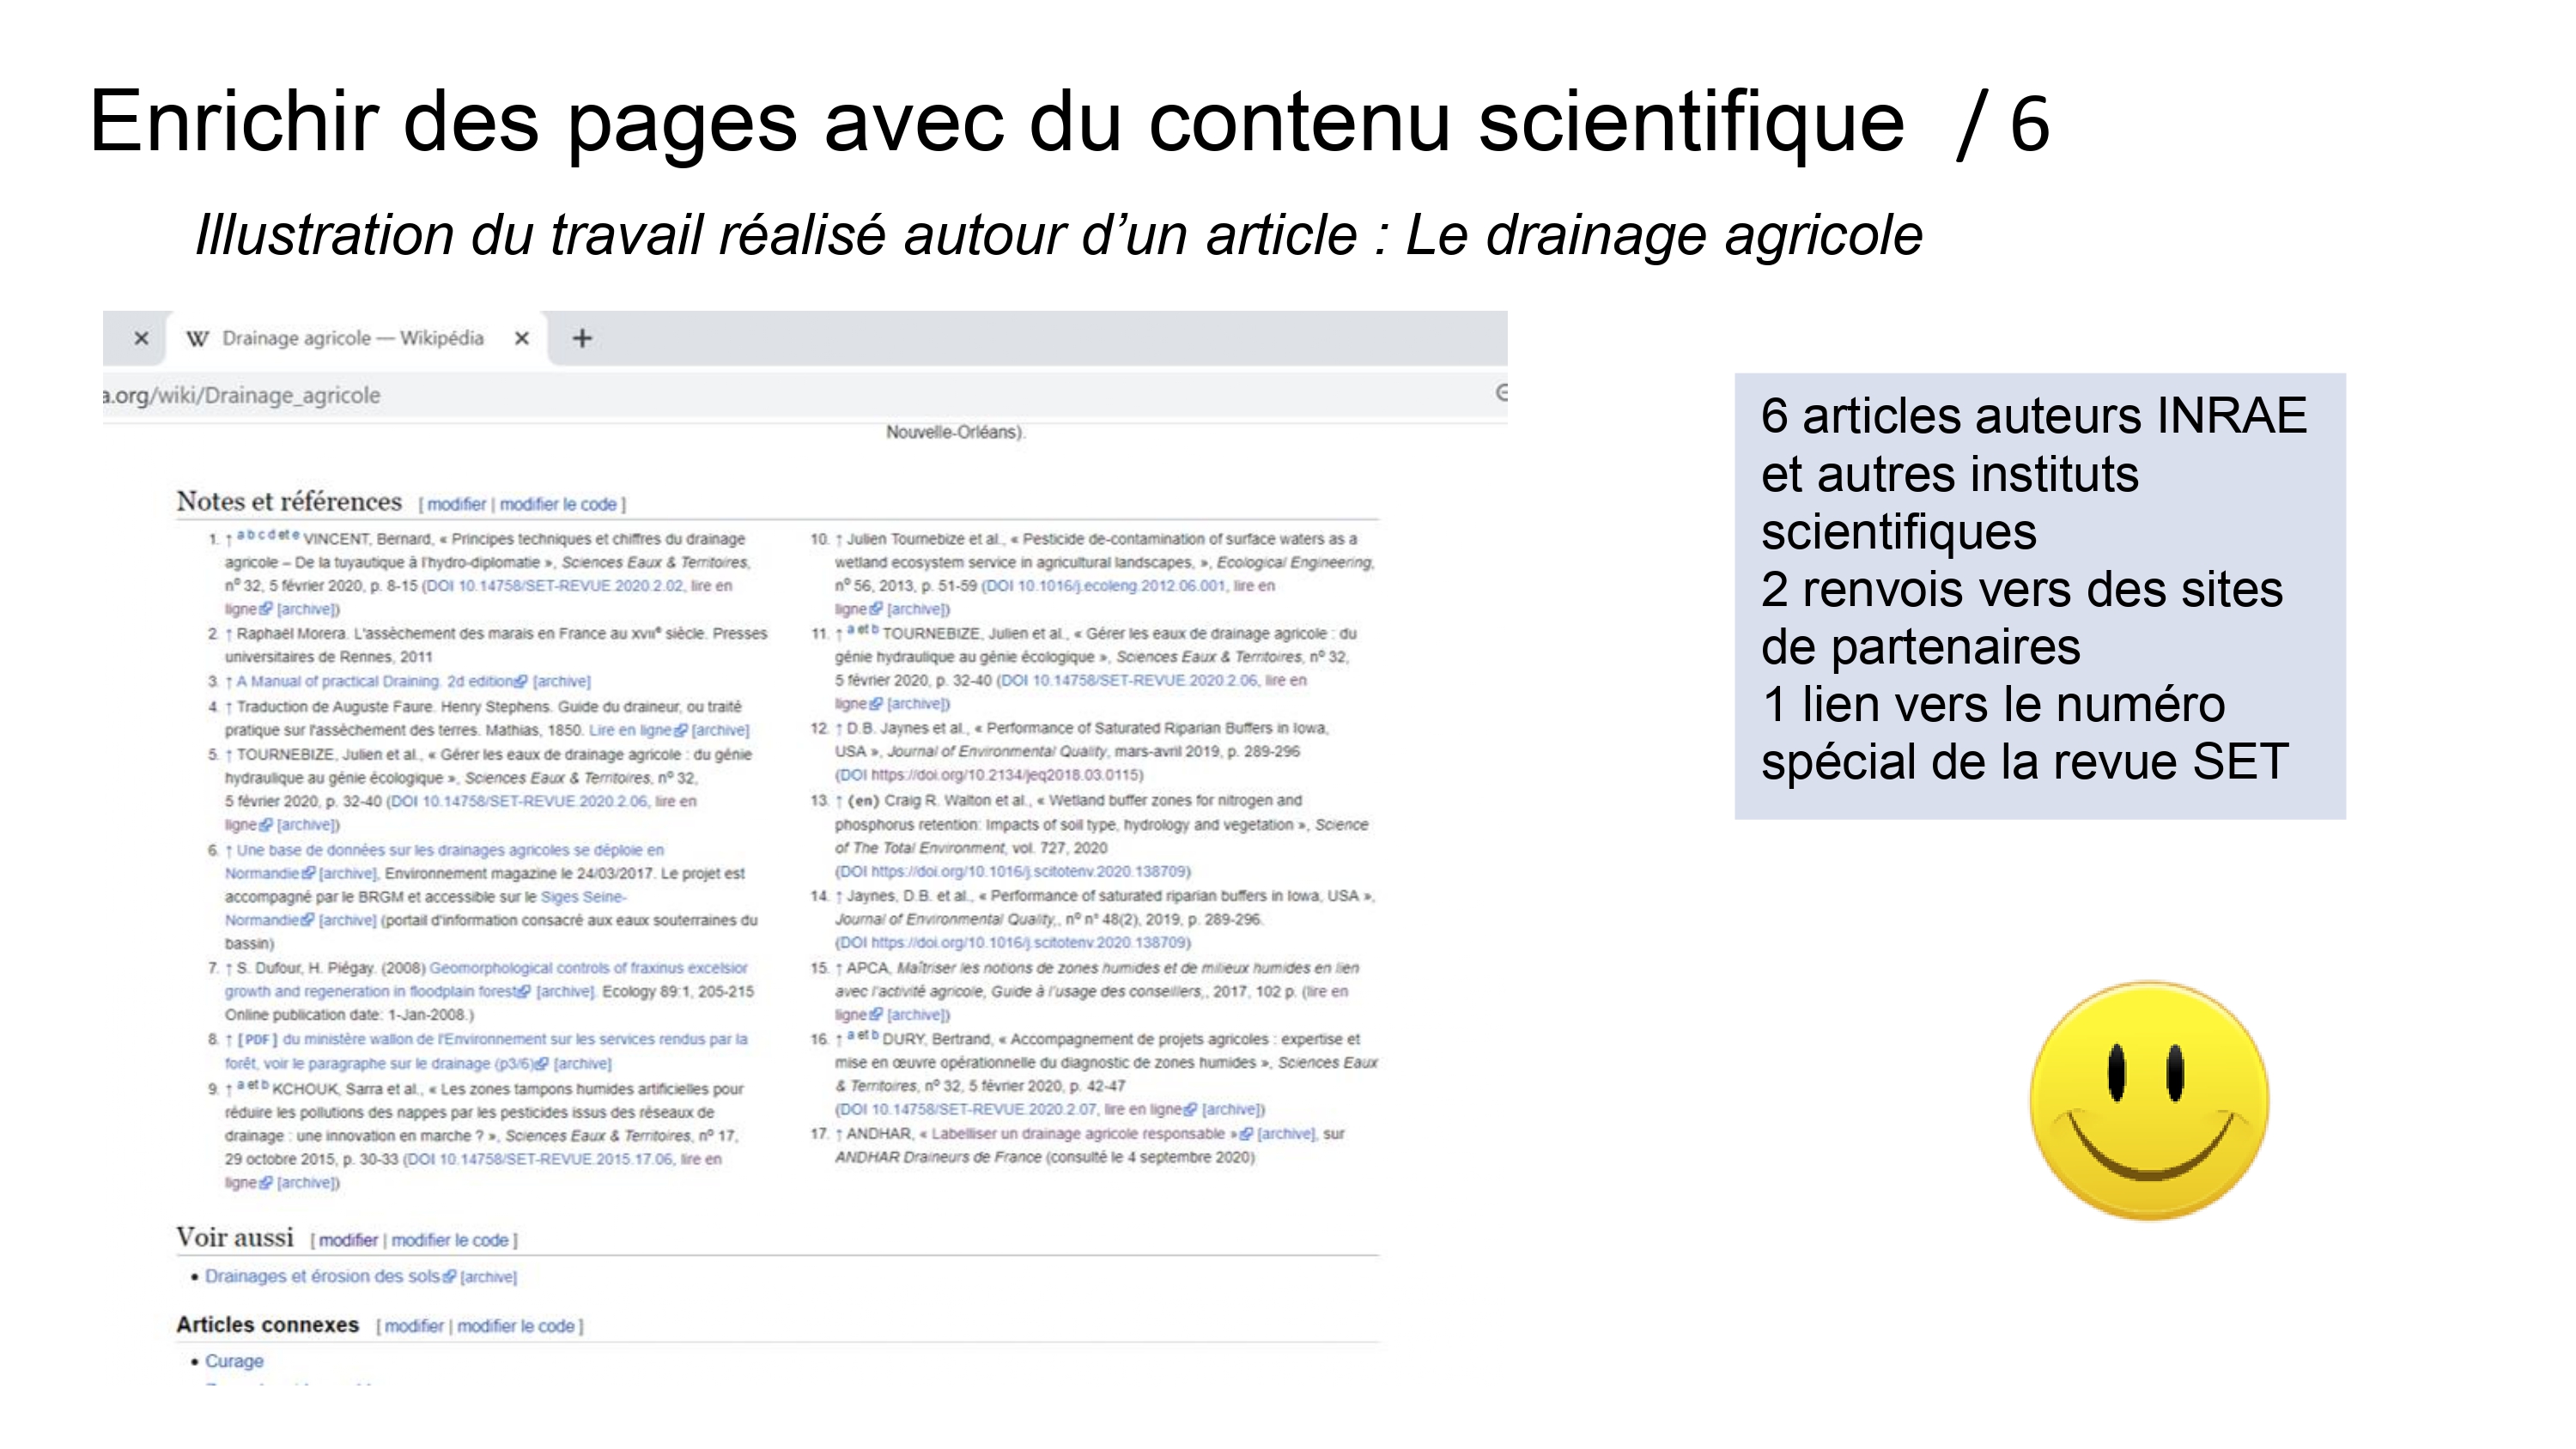 Enrichir des pages avec du contenu scientifique / 6
Illustration du travail réalisé autour d’un article : Le drainage agricole
Drainage agricole — Wikipédia
a.org/wiki/Drainage_agricole
Nouvelle-Orléans).
Notes et références [ modifier | modifier le code ]
1. ↑ a b c d et e VINCENT, Bernard, « Principes techniques et chiffres du drainage
agricole – De la tuyautique à l'hydro-diplomatie », Sciences Eaux & Territoires,
nº 32, 5 février 2020, p. 8-15 (DOI 10.14758/SET-REVUE.2020.2.02, lire en
ligne [archive])
2. ↑ Raphaël Morera. L'assèchement des marais en France au XVIIe siècle. Presses
universitaires de Rennes, 2011
3. ↑ A Manual of practical Draining. 2d edition [archive]
4. ↑ Traduction de Auguste Faure. Henry Stephens. Guide du draineur, ou traité
pratique sur l'assèchement des terres. Mathias, 1850. Lire en ligne [archive]
5. ↑ TOURNEBIZE, Julien et al., « Gérer les eaux de drainage agricole : du génie
hydraulique au génie écologique », Sciences Eaux & Territoires, nº 32,
5 février 2020, p. 32-40 (DOI 10.14758/SET-REVUE.2020.2.06, lire en
ligne [archive])
6. ↑ Une base de données sur les drainages agricoles se déploie en
Normandie [archive], Environnement magazine le 24/03/2017. Le projet est
accompagné par le BRGM et accessible sur le Siges Seine-
Normandie [archive] (portail d'information consacré aux eaux souterraines du
bassin)
7. ↑ S. Dufour, H. Piégay. (2008) Geomorphological controls of fraxinus excelsior
growth and regeneration in floodplain forest [archive]. Ecology 89:1, 205-215
Online publication date: 1-Jan-2008.)
8. ↑ [PDF] du ministère wallon de l'Environnement sur les services rendus par la
forêt, voir le paragraphe sur le drainage (p3/6) [archive]
9. ↑ a et b KCHOUK, Sarra et al., « Les zones tampons humides artificielles pour
réduire les pollutions des nappes par les pesticides issus des réseaux de
drainage : une innovation en marche ? », Sciences Eaux & Territoires, nº 17,
29 octobre 2015, p. 30-33 (DOI 10.14758/SET-REVUE.2015.17.06, lire en
ligne [archive])
10. ↑ Julien Tournebize et al., « Pesticide de-contamination of surface waters as a
wetland ecosystem service in agricultural landscapes, », Ecological Engineering,
nº 56, 2013, p. 51-59 (DOI 10.1016/j.ecoleng.2012.06.001, lire en
ligne [archive])
11. ↑ a et b TOURNEBIZE, Julien et al., « Gérer les eaux de drainage agricole : du
génie hydraulique au génie écologique », Sciences Eaux & Territoires, nº 32,
5 février 2020, p. 32-40 (DOI 10.14758/SET-REVUE.2020.2.06, lire en
ligne [archive])
12. ↑ D.B. Jaynes et al., « Performance of Saturated Riparian Buffers in Iowa,
USA », Journal of Environmental Quality, mars-avril 2019, p. 289-296
(DOI https://doi.org/10.2134/jeq2018.03.0115)
13. ↑ (en) Craig R. Walton et al., « Wetland buffer zones for nitrogen and
phosphorus retention: Impacts of soil type, hydrology and vegetation », Science
of The Total Environment, vol. 727, 2020
(DOI https://doi.org/10.1016/j.scitotenv.2020.138709)
14. ↑ Jaynes, D.B. et al., « Performance of saturated riparian buffers in Iowa, USA »,
Journal of Environmental Quality,, nº n° 48(2), 2019, p. 289-296.
(DOI https://doi.org/10.1016/j.scitotenv.2020.138709)
15. ↑ APCA, Maîtriser les notions de zones humides et de milieux humides en lien
avec l'activité agricole, Guide à l'usage des conseillers,, 2017, 102 p. (lire en
ligne [archive])
16. ↑ a et b DURY, Bertrand, « Accompagnement de projets agricoles : expertise et
mise en œuvre opérationnelle du diagnostic de zones humides », Sciences Eaux
& Territoires, nº 32, 5 février 2020, p. 42-47
(DOI 10.14758/SET-REVUE.2020.2.07, lire en ligne [archive])
17. ↑ ANDHAR, « Labelliser un drainage agricole responsable » [archive], sur
ANDHAR Draineurs de France (consulté le 4 septembre 2020)
Voir aussi [ modifier | modifier le code ]
• Drainages et érosion des sols [archive]
Articles connexes [ modifier | modifier le code ]
• Curage
6 articles auteurs INRAE
et autres instituts
scientifiques
2 renvois vers des sites
de partenaires
1 lien vers le numéro
spécial de la revue SET